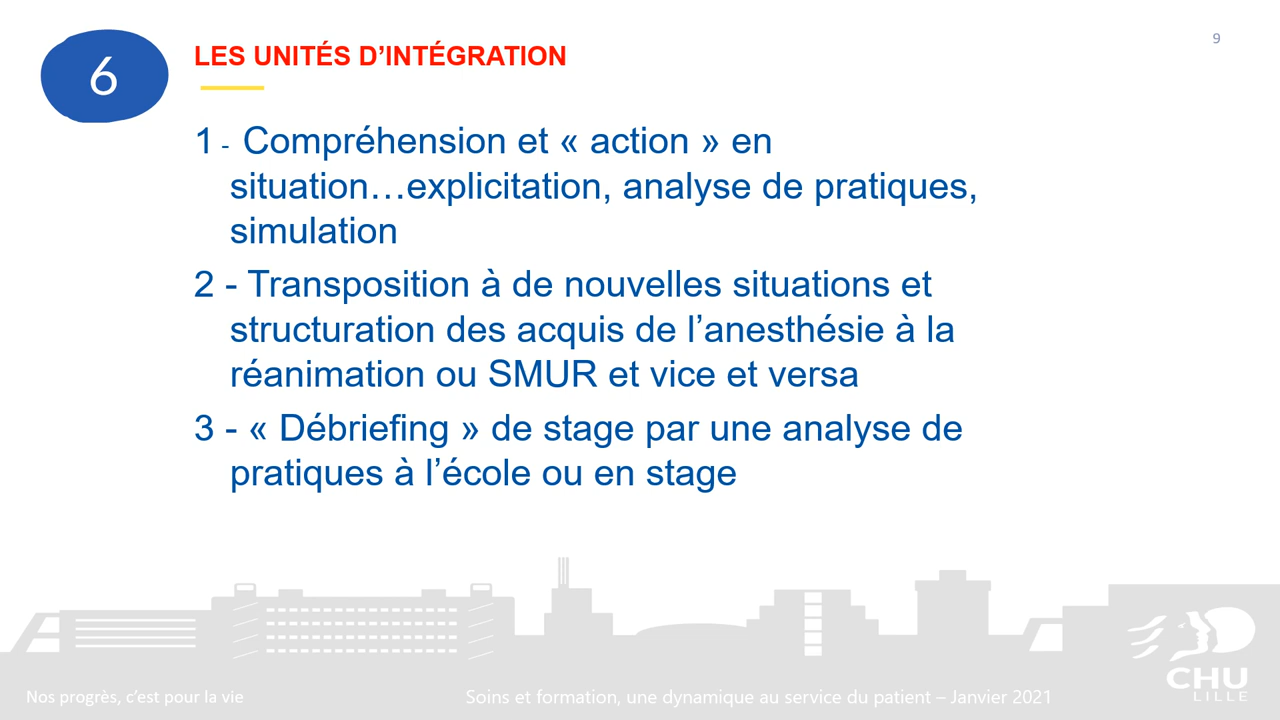 6
LES UNITÉS D’INTÉGRATION
9
1 - Compréhension et « action » en
situation…explicitation, analyse de pratiques,
simulation
2 - Transposition à de nouvelles situations et
structuration des acquis de l’anesthésie à la
réanimation ou SMUR et vice et versa
3 - « Débriefing » de stage par une analyse de
pratiques à l’école ou en stage
Nos progrès, c’est pour la vie
Soins et formation, une dynamique au service du patient – Janvier 2021
CHU
LILLE